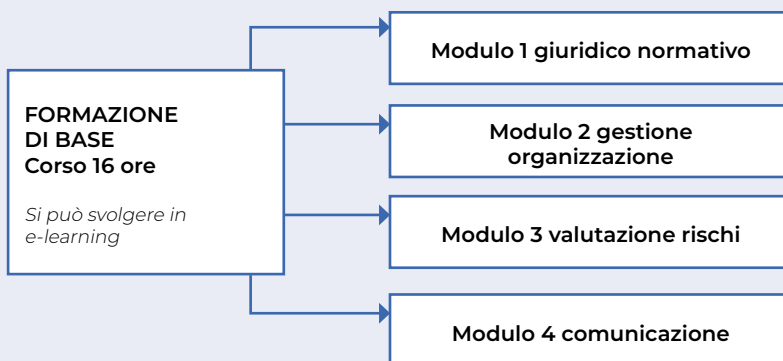 FORMAZIONE
DI BASE
Corso 16 ore
Si può svolgere in
e-learning
Modulo 1 giuridico normativo
Modulo 2 gestione
organizzazione
Modulo 3 valutazione rischi
Modulo 4 comunicazione